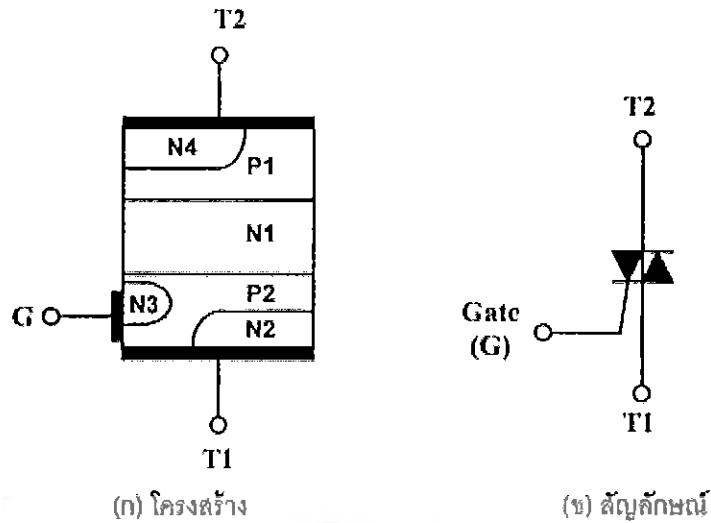 T2
N4
P1
N1
N3
P2
N2
G
T1
(ก) โครงสร้าง
T2
Gate
(G)
T1
(ข) สัญลักษณ์